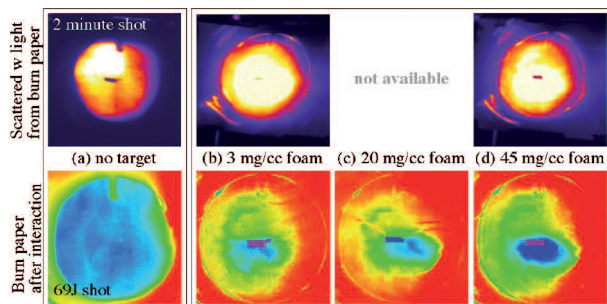 Scattered w light
from burn paper
2 minute shot
not available
(a) no target
(b) 3 mg/cc foam
(c) 20 mg/cc foam
(d) 45 mg/cc foam
Burn paper
after interaction
69J shot